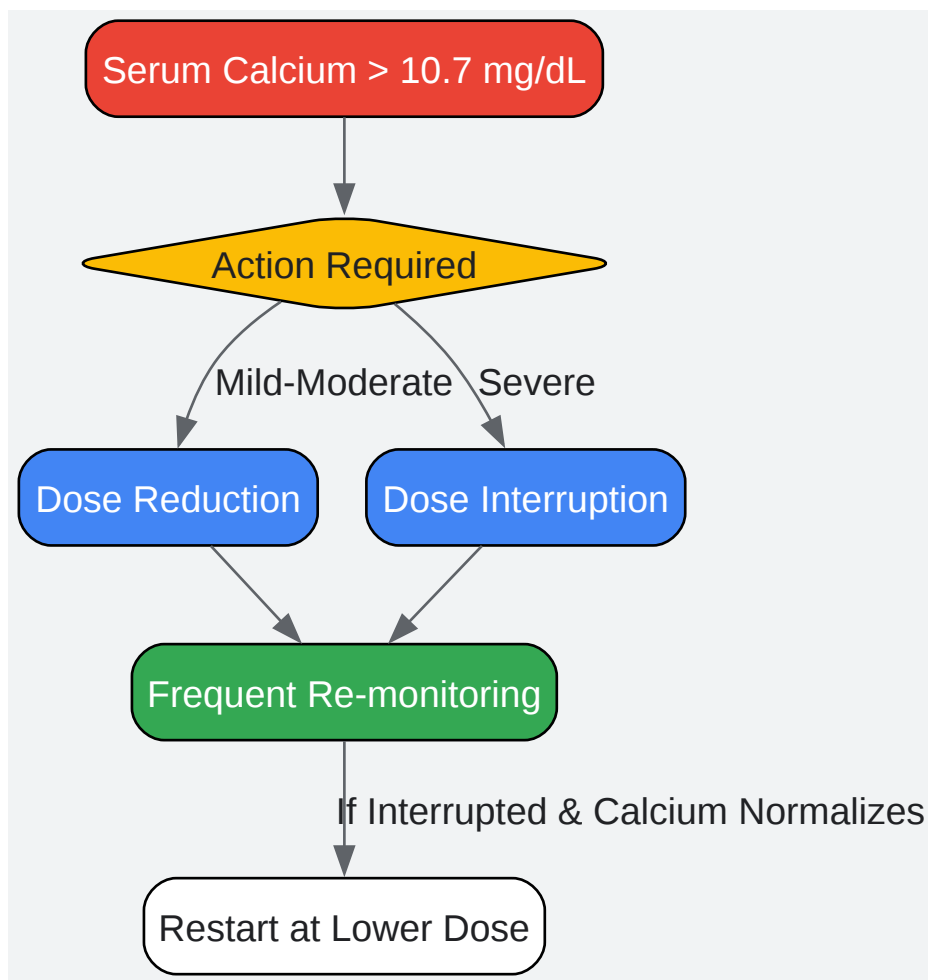 Serum Calcium > 10.7 mg/dL
Action Required
Mild-Moderate
Severe
Dose Reduction
Dose Interruption
Frequent Re-monitoring
If Interrupted & Calcium Normalizes
Restart at Lower Dose